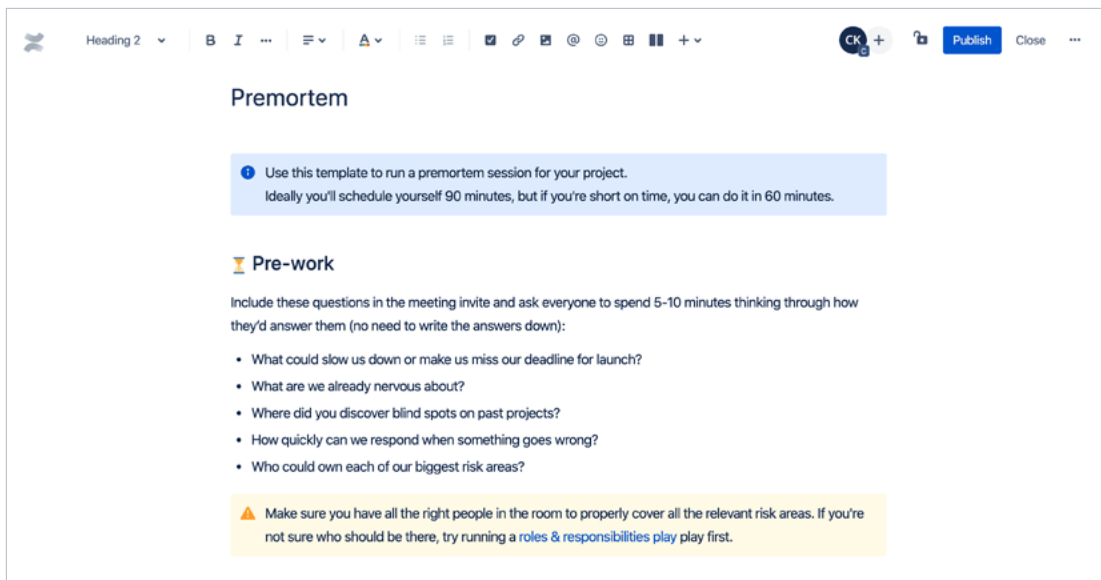 Heading 2
B I
A
@
CK
C
Publish
Close
Premortem
Use this template to run a premortem session for your project.
Ideally you'll schedule yourself 90 minutes, but if you're short on time, you can do it in 60 minutes.
Pre-work
Include these questions in the meeting invite and ask everyone to spend 5-10 minutes thinking through how
they'd answer them (no need to write the answers down):
• What could slow us down or make us miss our deadline for launch?
• What are we already nervous about?
• Where did you discover blind spots on past projects?
• How quickly can we respond when something goes wrong?
• Who could own each of our biggest risk areas?
Make sure you have all the right people in the room to properly cover all the relevant risk areas. If you're
not sure who should be there, try running a roles & responsibilities play play first.